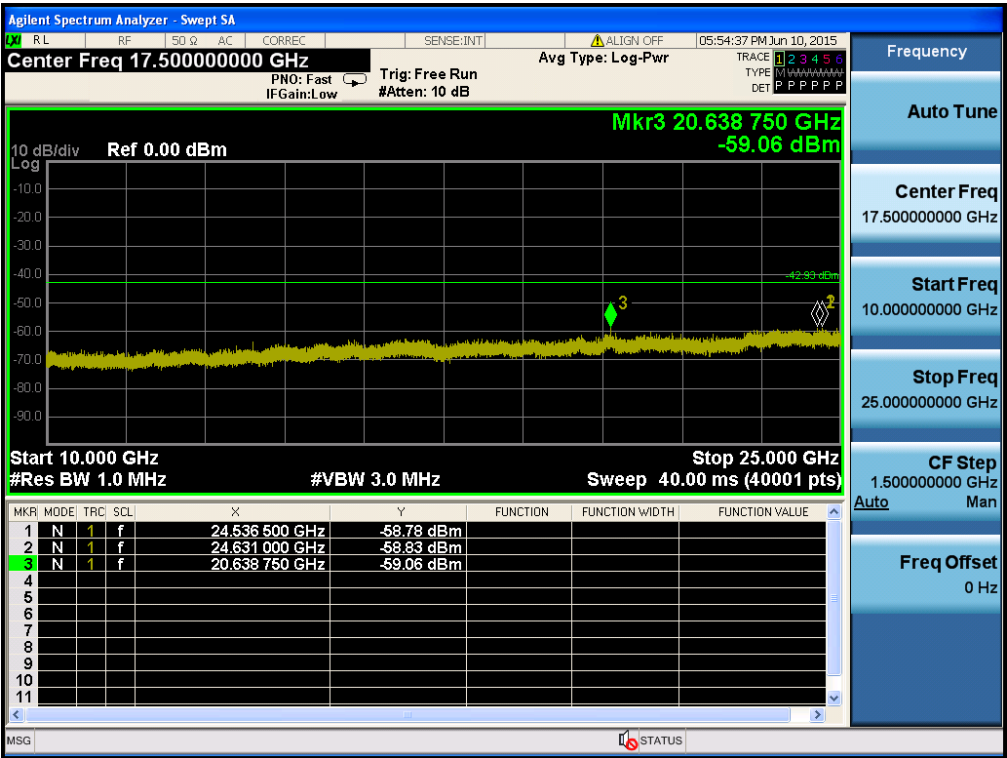 Agilent Spectrum Analyzer - Swept SA
LXI RL RF 50 Ω AC CORREC SENSE:INT ALIGN OFF 05:54:37 PM Jun 10, 2015
Center Freq 17.500000000 GHz
PNO: Fast
IFGain:Low
Trig: Free Run
#Atten: 10 dB
Avg Type: Log-Pwr
TRACE 1 2 3 4 5 6
TYPE M
DET P P P P P P
Mkr3 20.638 750 GHz
-59.06 dBm
10 dB/div Ref 0.00 dBm
Log
-10.0
-20.0
-30.0
-40.0
-42.93 dBm
-50.0
3
2
-60.0
-70.0
-80.0
-90.0
Start 10.000 GHz Stop 25.000 GHz
#Res BW 1.0 MHz #VBW 3.0 MHz Sweep 40.00 ms (40001 pts)
MKR MODE TRC SCL X Y FUNCTION FUNCTION WIDTH FUNCTION VALUE
1 N 1 f 24.536 500 GHz -58.78 dBm
2 N 1 f 24.631 000 GHz -58.83 dBm
3 N 1 f 20.638 750 GHz -59.06 dBm
4
5
6
7
8
9
10
11
MSG STATUS
Frequency
Auto Tune
Center Freq
17.500000000 GHz
Start Freq
10.000000000 GHz
Stop Freq
25.000000000 GHz
CF Step
1.500000000 GHz
Auto Man
Freq Offset
0 Hz